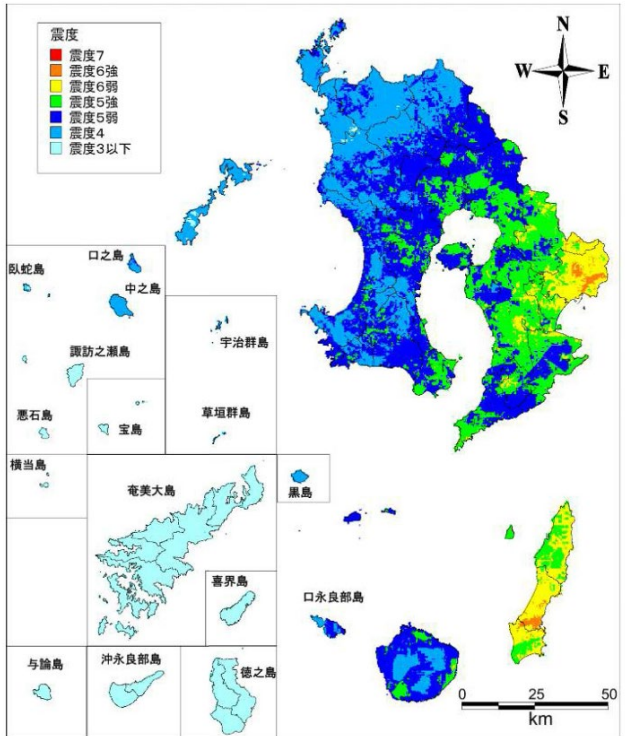 震度
震度7
震度6強
震度6弱
震度5強
震度5弱
震度4
震度3以下
N
W E
S
臥蛇島
口之島
中之島
諏訪之瀬島
宇治群島
悪石島
宝島
草垣群島
横当島
奄美大島
黒島
喜界島
口永良部島
与論島
沖永良部島
徳之島
0 25 50
km